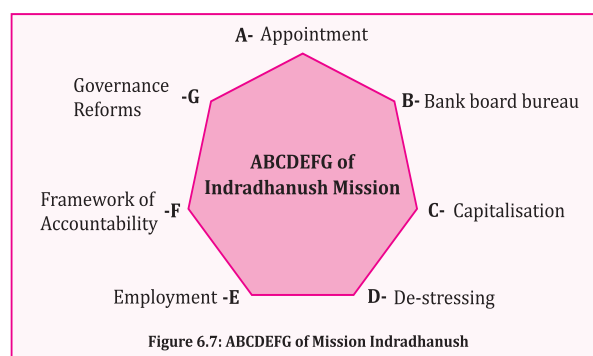 A- Appointment
B- Bank board bureau
C- Capitalisation
D- De-stressing
Employment -E
Framework of
Accountability -F
Governance
Reforms -G
ABCDEFG of
Indradhanush Mission
Figure 6.7: ABCDEFG of Mission Indradhanush